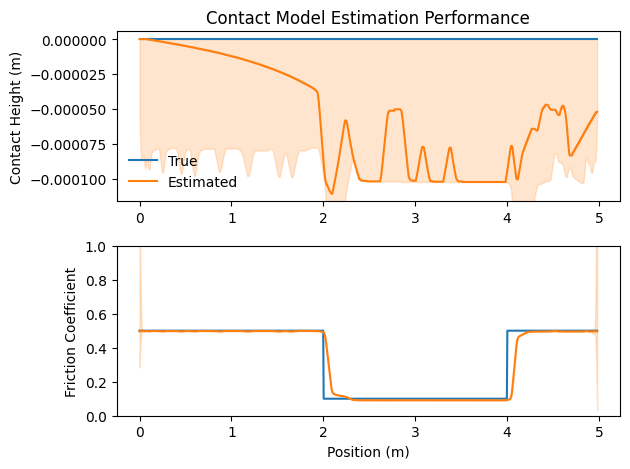 Contact Model Estimation Performance
Contact Height (m)
0.000000
−0.000025
−0.000050
−0.000075
−0.000100
True
Estimated
0 1 2 3 4 5
Friction Coefficient
1.0
0.8
0.6
0.4
0.2
0.0
0 1 2 3 4 5
Position (m)